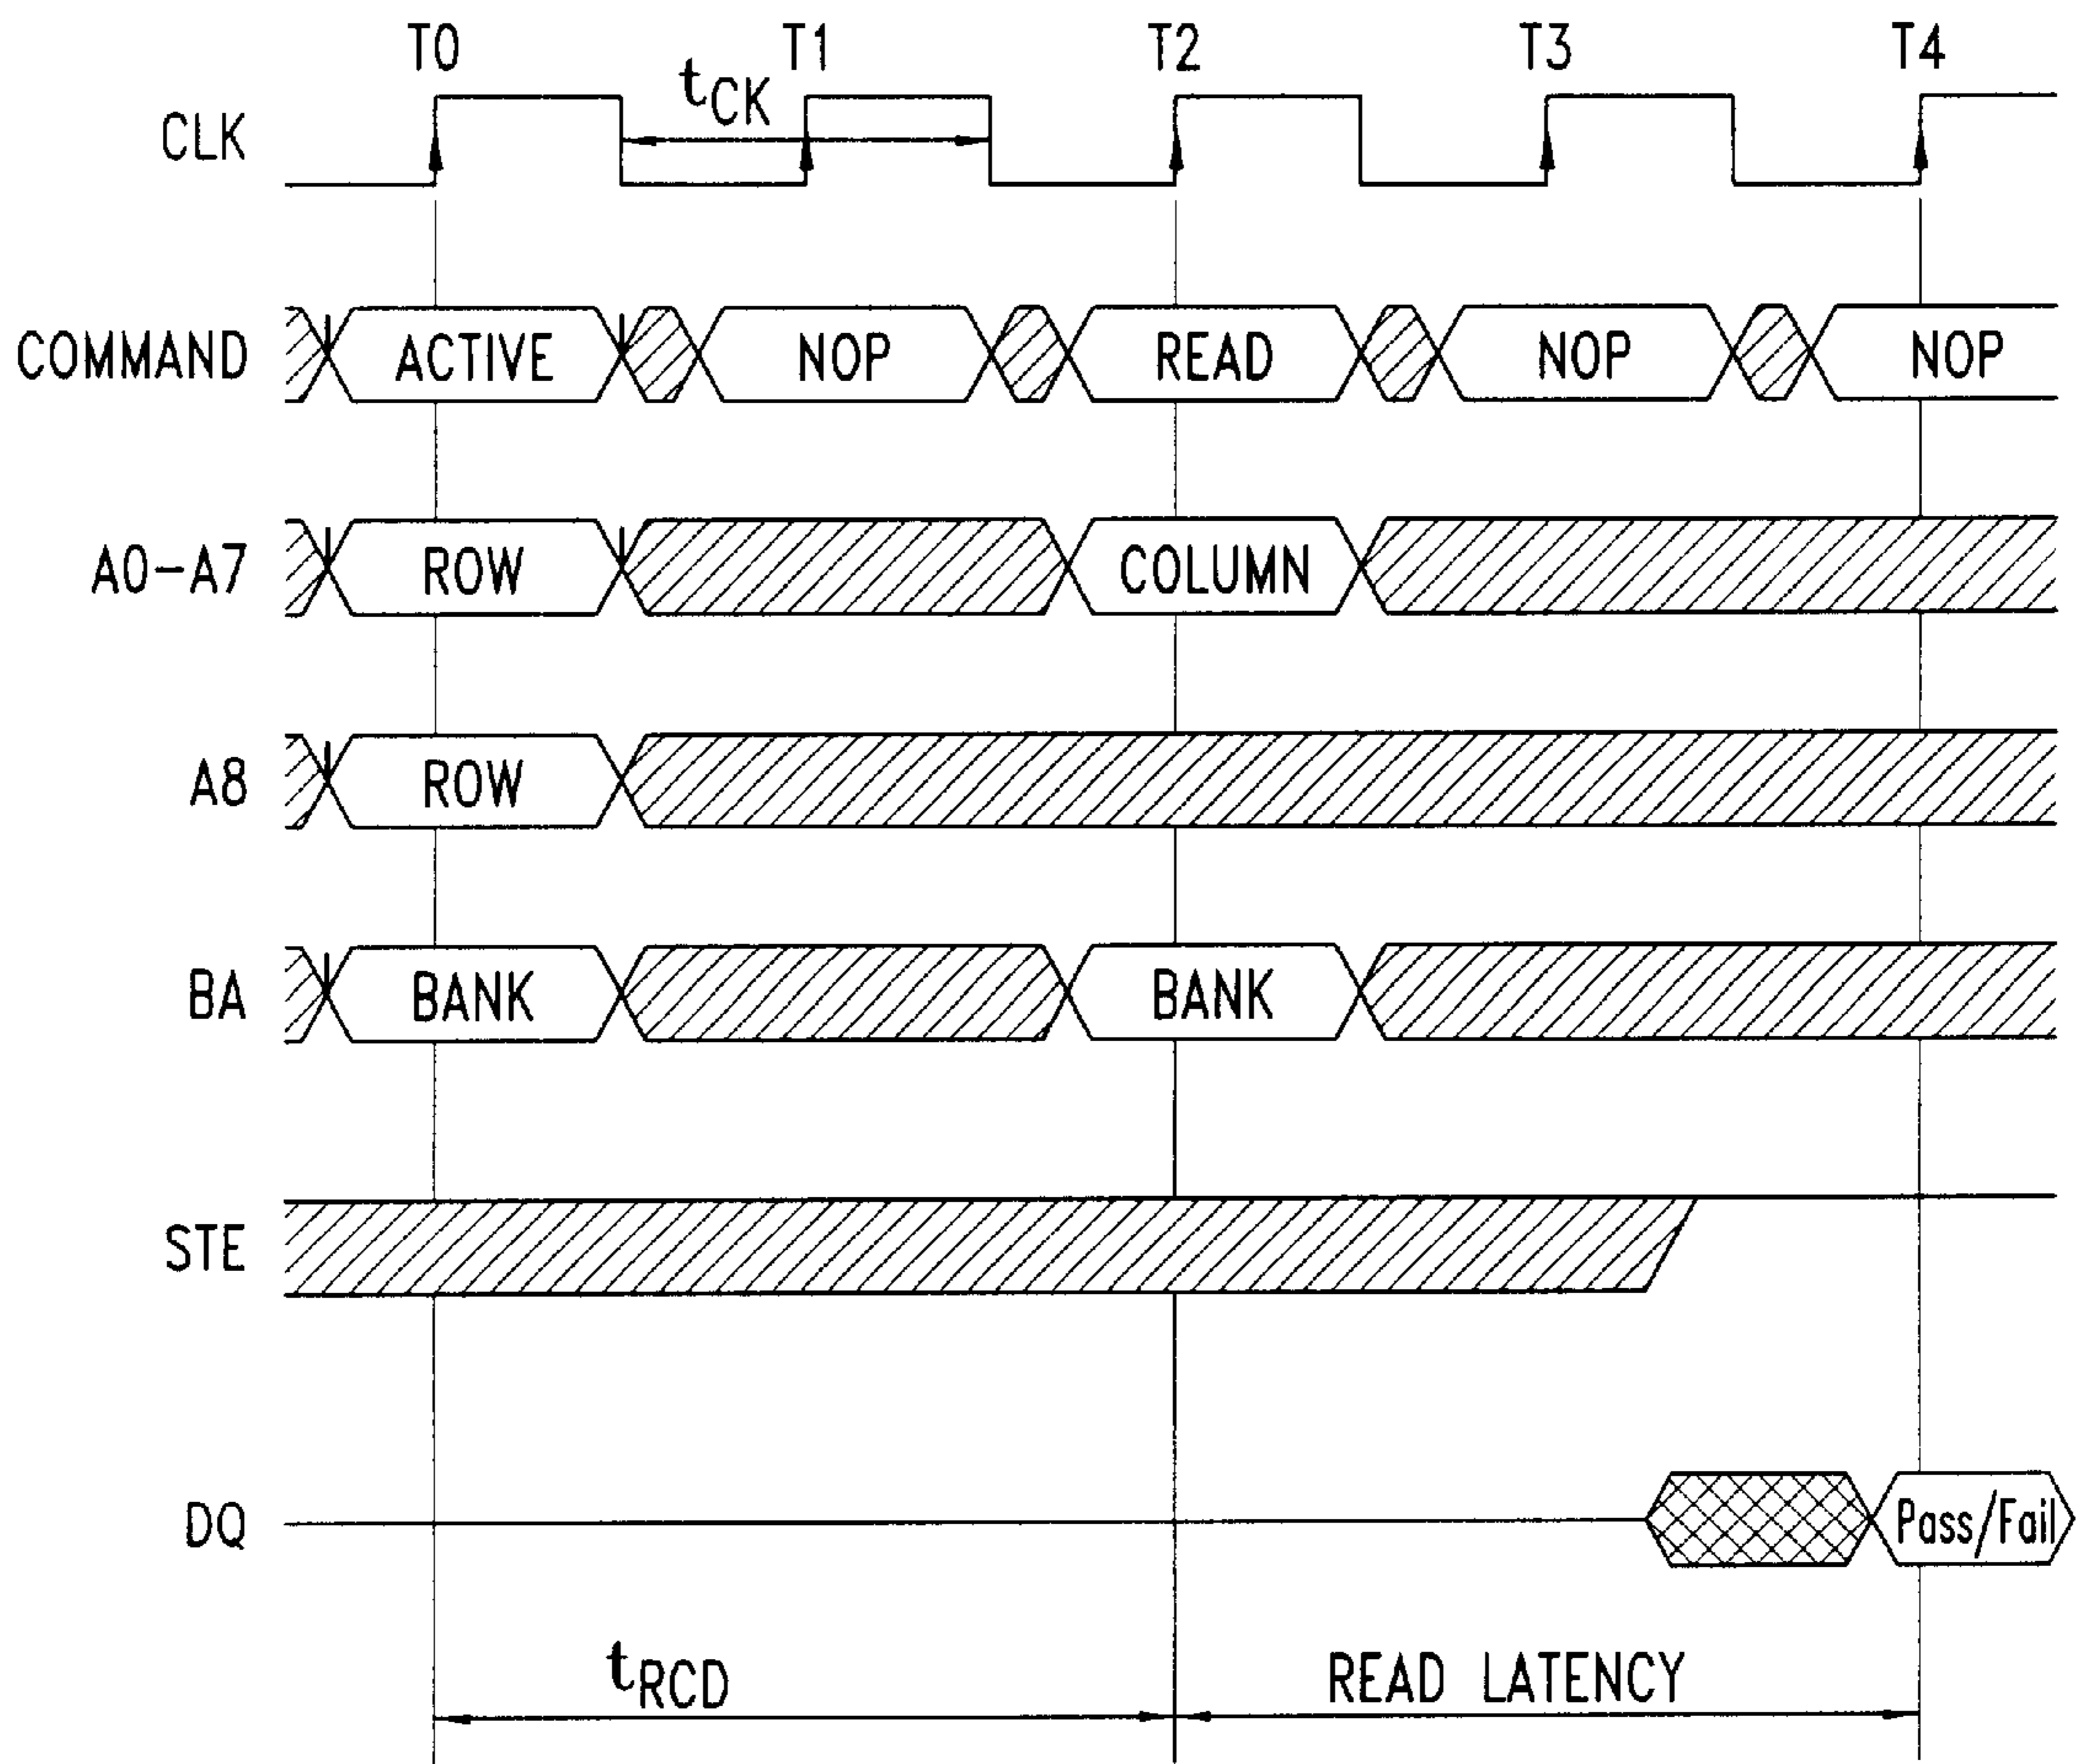 T0 T1 T2 T3 T4
CLK tCK
COMMAND ACTIVE NOP READ NOP NOP
A0-A7 ROW COLUMN
A8 ROW
BA BANK BANK
STE
DQ Pass/Fail
tRCD READ LATENCY